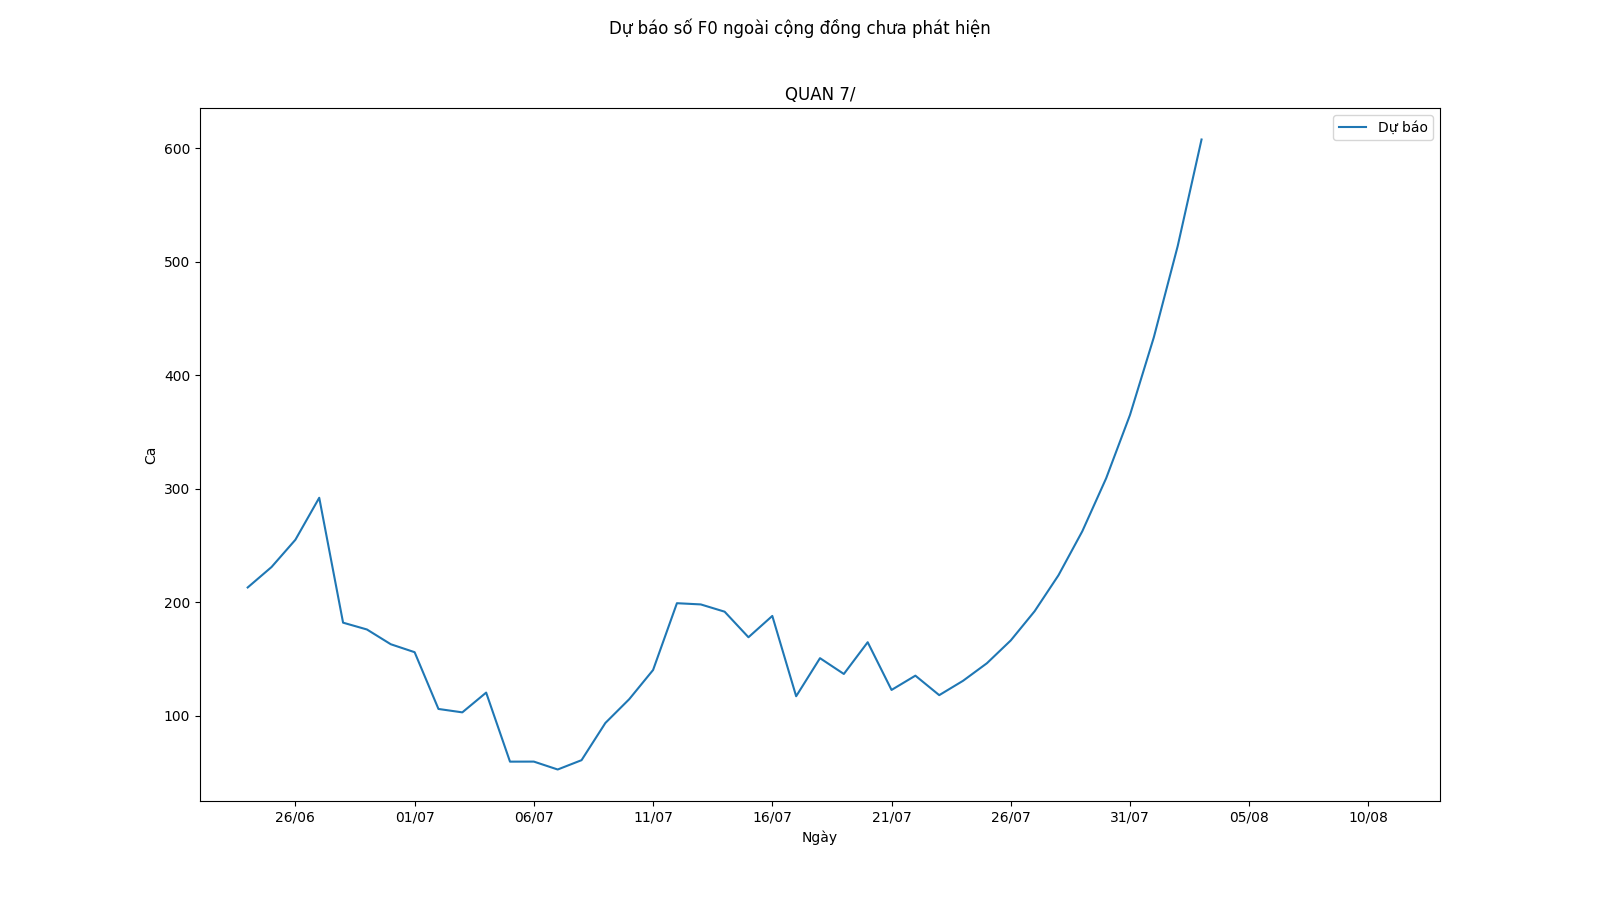 Dự báo số F0 ngoài cộng đồng chưa phát hiện
QUAN 7/
Dự báo
600
500
400
300
200
100
Ca
26/06 01/07 06/07 11/07 16/07 21/07 26/07 31/07 05/08 10/08
Ngày